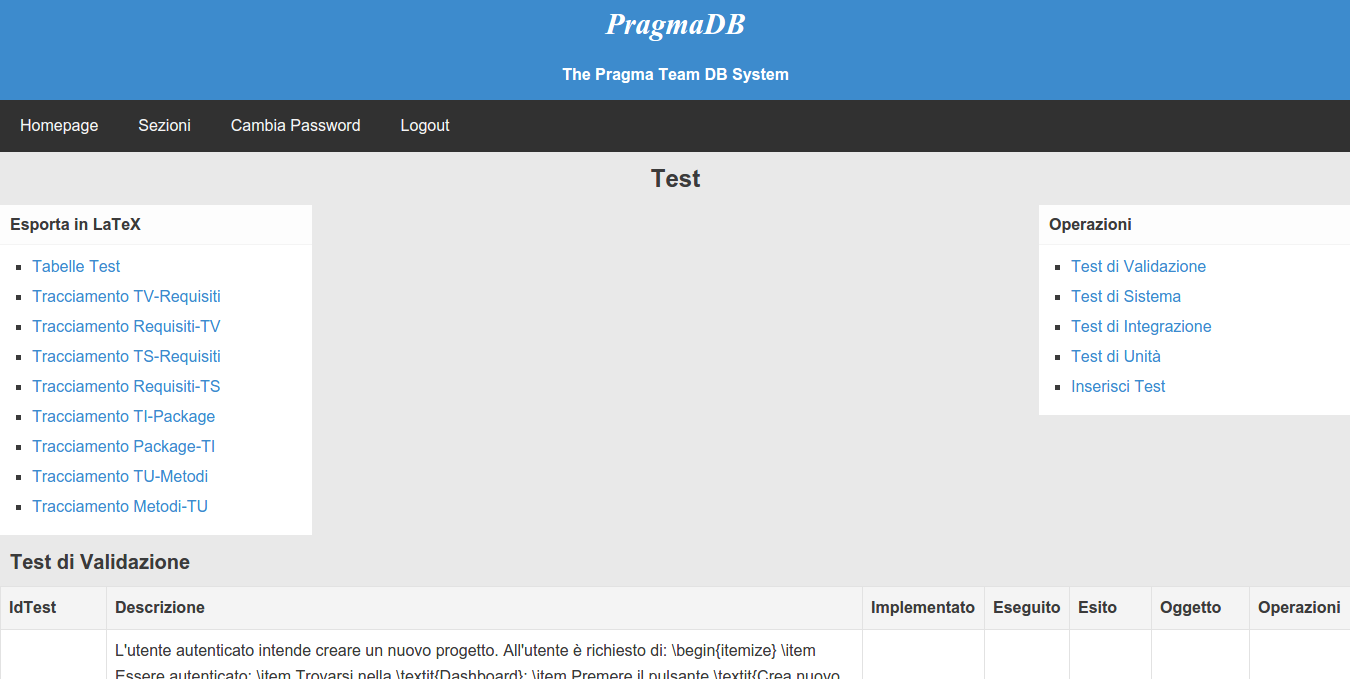 PragmaDB
The Pragma Team DB System
Homepage Sezioni Cambia Password Logout
Test
Esporta in LaTeX
Tabelle Test
Tracciamento TV-Requisiti
Tracciamento Requisiti-TV
Tracciamento TS-Requisiti
Tracciamento Requisiti-TS
Tracciamento TI-Package
Tracciamento Package-TI
Tracciamento TU-Metodi
Tracciamento Metodi-TU
Operazioni
Test di Validazione
Test di Sistema
Test di Integrazione
Test di Unità
Inserisci Test
Test di Validazione
IdTest Descrizione Implementato Eseguito Esito Oggetto Operazioni
L'utente autenticato intende creare un nuovo progetto. All'utente è richiesto di: \begin{itemize} \item
Essere autenticato; \item Trovarsi nella \textit{Dashboard}; \item Premere il pulsante \textit{Crea nuovo